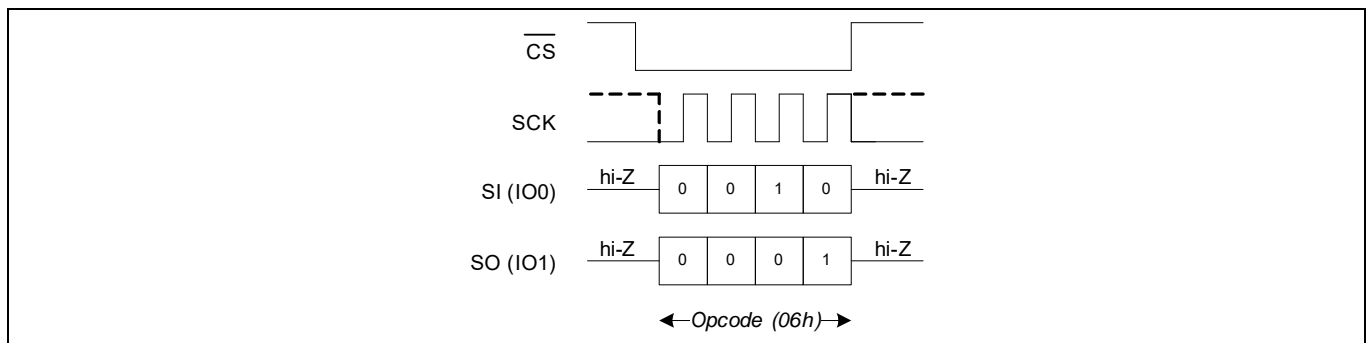 C̅S̅
SCK
SI (IO0) hi-Z 0 0 1 0 hi-Z
SO (IO1) hi-Z 0 0 0 1 hi-Z
Opcode (06h)